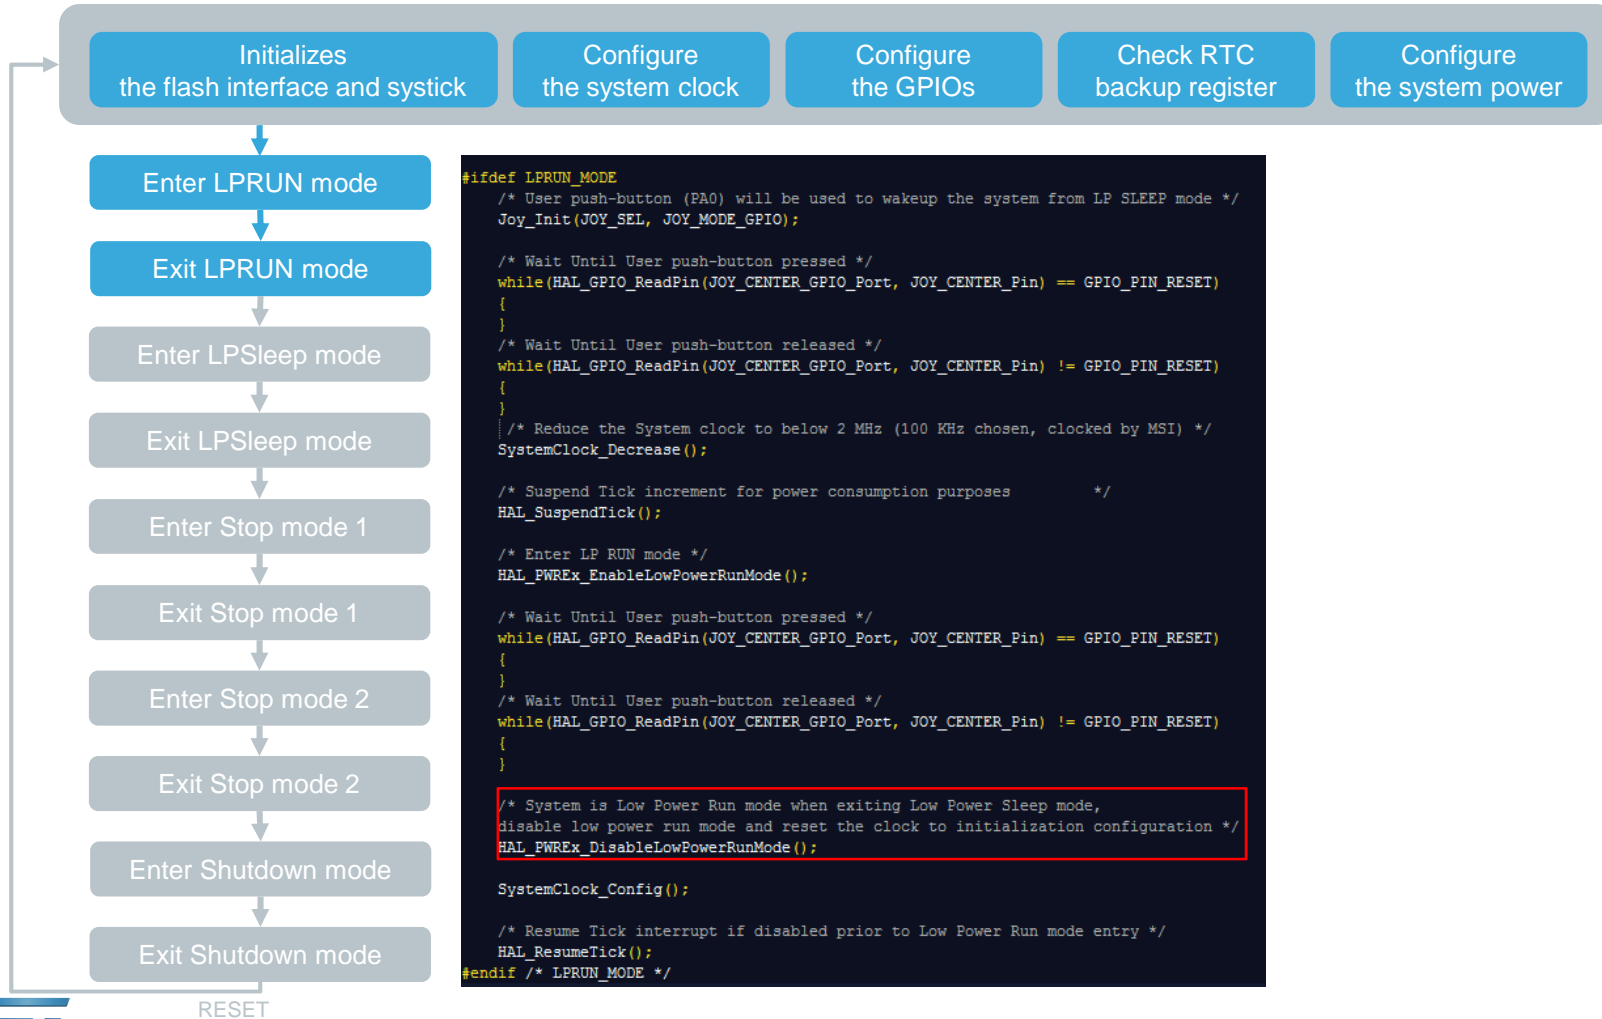 Initializes
the flash interface and systick
Configure
the system clock
Configure
the GPIOs
Check RTC
backup register
Configure
the system power
Enter LPRUN mode
Exit LPRUN mode
Enter LPSleep mode
Exit LPSleep mode
Enter Stop mode 1
Exit Stop mode 1
Enter Stop mode 2
Exit Stop mode 2
Enter Shutdown mode
Exit Shutdown mode
RESET
#ifdef LPRUN_MODE
/* User push-button (PA0) will be used to wakeup the system from LP SLEEP mode */
Joy_Init(JOY_SEL, JOY_MODE_GPIO);
/* Wait Until User push-button pressed */
while(HAL_GPIO_ReadPin(JOY_CENTER_GPIO_Port, JOY_CENTER_Pin) == GPIO_PIN_RESET)
{
}
/* Wait Until User push-button released */
while(HAL_GPIO_ReadPin(JOY_CENTER_GPIO_Port, JOY_CENTER_Pin) != GPIO_PIN_RESET)
{
}
/* Reduce the System clock to below 2 MHz (100 KHz chosen, clocked by MSI) */
SystemClock_Decrease();
/* Suspend Tick increment for power consumption purposes */
HAL_SuspendTick();
/* Enter LP RUN mode */
HAL_PWREx_EnableLowPowerRunMode();
/* Wait Until User push-button pressed */
while(HAL_GPIO_ReadPin(JOY_CENTER_GPIO_Port, JOY_CENTER_Pin) == GPIO_PIN_RESET)
{
}
/* Wait Until User push-button released */
while(HAL_GPIO_ReadPin(JOY_CENTER_GPIO_Port, JOY_CENTER_Pin) != GPIO_PIN_RESET)
{
}
/* System is Low Power Run mode when exiting Low Power Sleep mode,
disable low power run mode and reset the clock to initialization configuration */
HAL_PWREx_DisableLowPowerRunMode();
SystemClock_Config();
/* Resume Tick interrupt if disabled prior to Low Power Run mode entry */
HAL_ResumeTick();
#endif /* LPRUN_MODE */